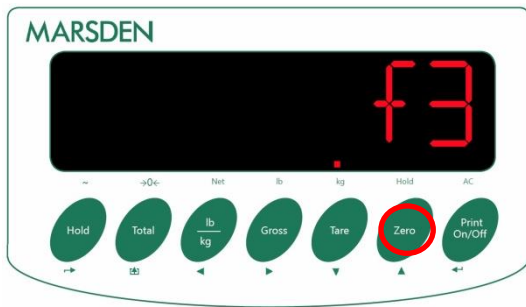 MARSDEN
f3
~ →0← Net lb kg Hold AC
Hold Total lb/kg Gross Tare Zero Print On/Off